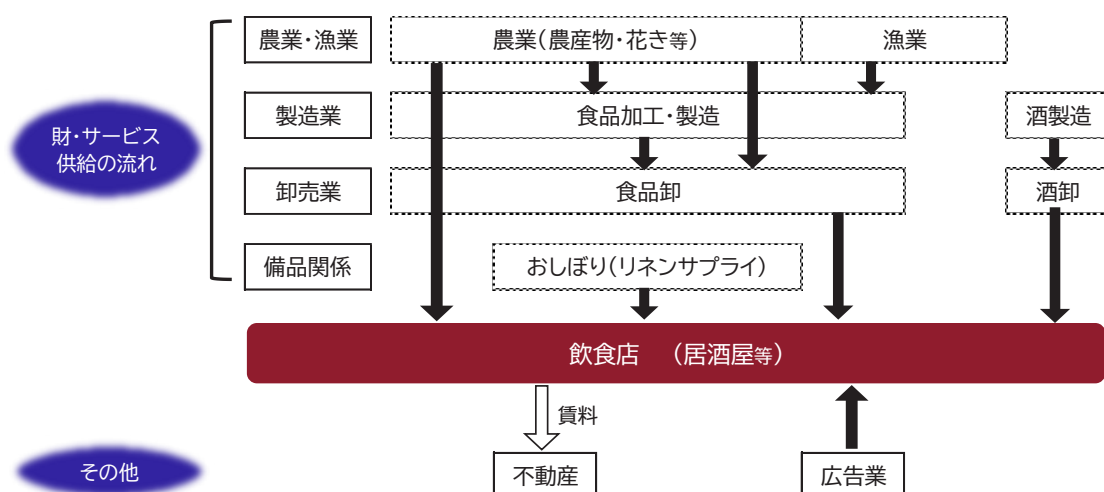 農業・漁業
農業(農産物・花き等)
漁業
製造業
食品加工・製造
酒製造
財・サービス
供給の流れ
卸売業
食品卸
酒卸
備品関係
おしぼり(リネンサプライ)
飲食店 (居酒屋等)
賃料
その他
不動産
広告業